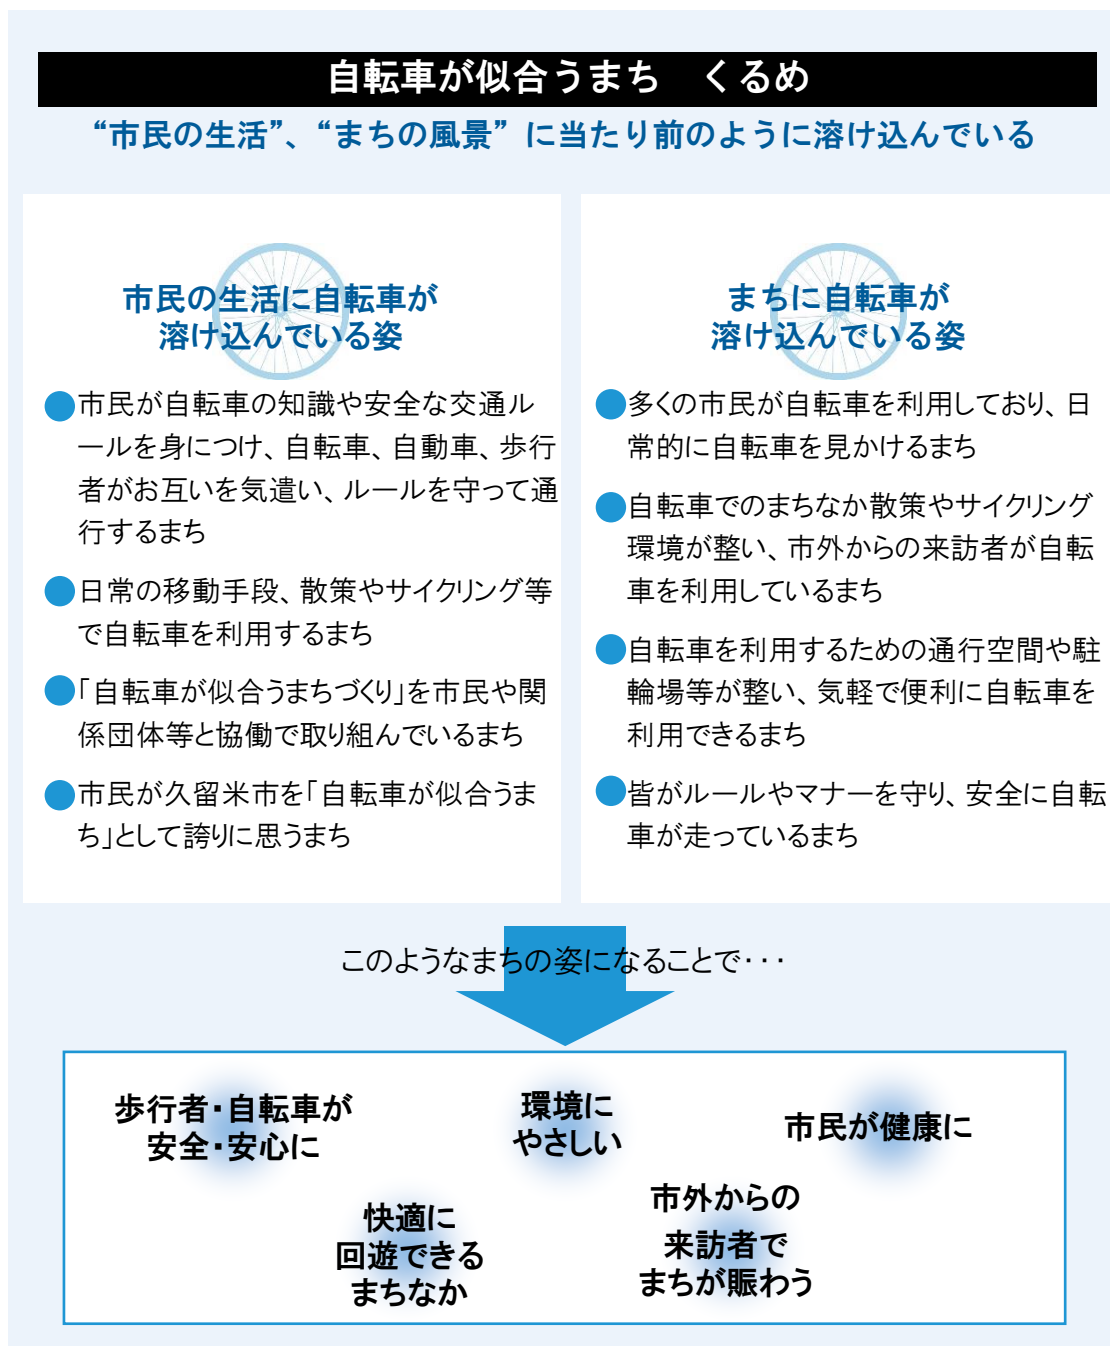 自転車が似合うまち　くるめ
“市民の生活”、“まちの風景” に当たり前のように溶け込んでいる
市民の生活に自転車が
溶け込んでいる姿
●市民が自転車の知識や安全な交通ル
ールを身につけ、自転車、自動車、歩行
者がお互いを気遣い、ルールを守って通
行するまち
●日常の移動手段、散策やサイクリング等
で自転車を利用するまち
●「自転車が似合うまちづくり」を市民や関
係団体等と協働で取り組んでいるまち
●市民が久留米市を「自転車が似合うま
ち」として誇りに思うまち
まちに自転車が
溶け込んでいる姿
●多くの市民が自転車を利用しており、日
常的に自転車を見かけるまち
●自転車でのまちなか散策やサイクリング
環境が整い、市外からの来訪者が自転
車を利用しているまち
●自転車を利用するための通行空間や駐
輪場等が整い、気軽で便利に自転車を
利用できるまち
●皆がルールやマナーを守り、安全に自転
車が走っているまち
このようなまちの姿になることで・・・
歩行者・自転車が
安全・安心に
環境に
やさしい
市民が健康に
快適に
回遊できる
まちなか
市外からの
来訪者で
まちが賑わう